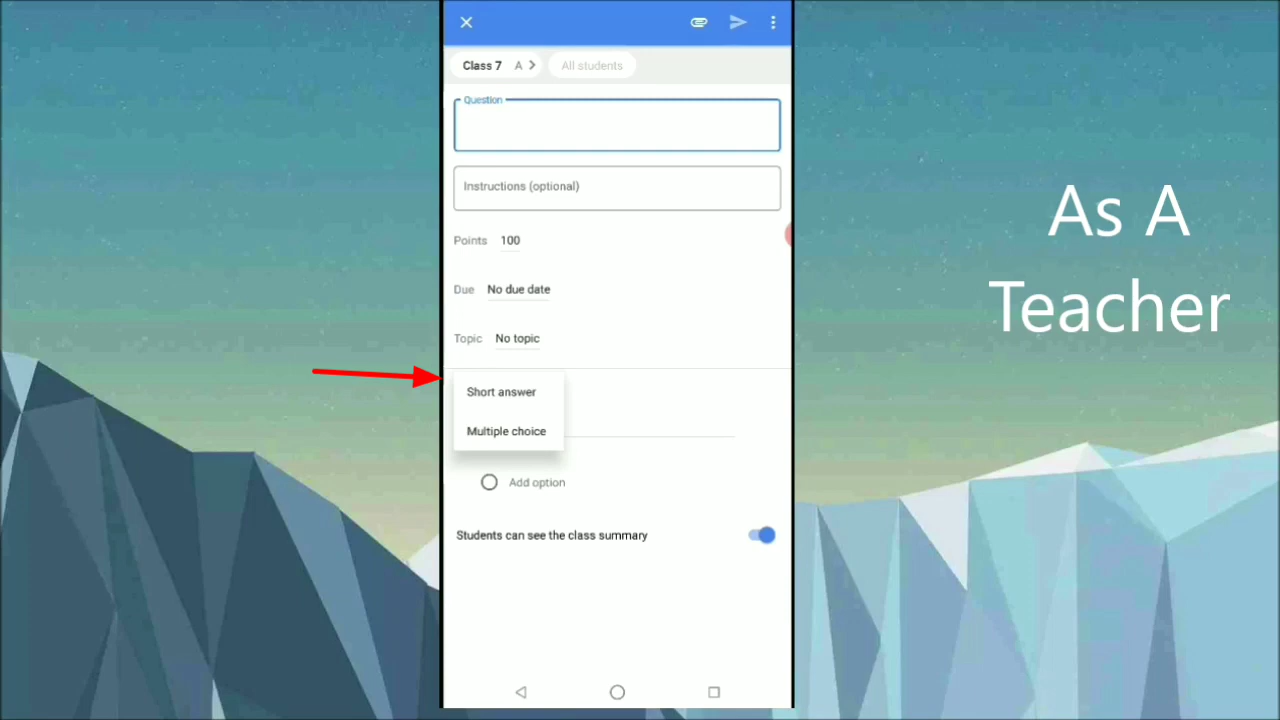 Class 7 A
All students
Question
Instructions (optional)
Points 100
Due No due date
Topic No topic
Short answer
Multiple choice
Add option
Students can see the class summary
As A
Teacher